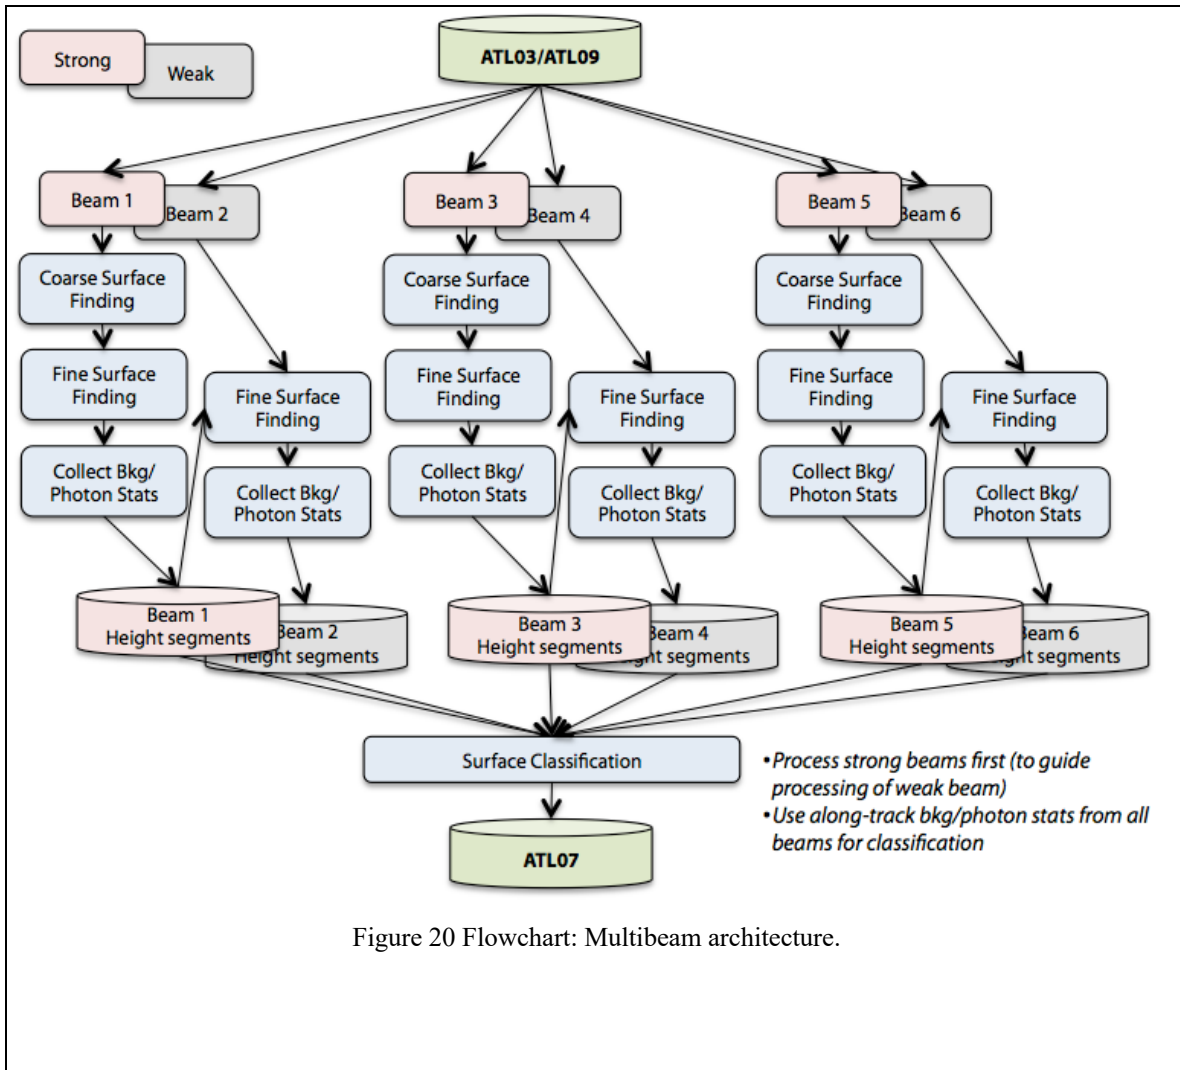 Strong
Weak
ATL03/ATL09
Beam 1
Beam 2
Beam 3
Beam 4
Beam 5
Beam 6
Coarse Surface
Finding
Coarse Surface
Finding
Coarse Surface
Finding
Fine Surface
Finding
Fine Surface
Finding
Fine Surface
Finding
Fine Surface
Finding
Fine Surface
Finding
Fine Surface
Finding
Collect Bkg/
Photon Stats
Collect Bkg/
Photon Stats
Collect Bkg/
Photon Stats
Collect Bkg/
Photon Stats
Collect Bkg/
Photon Stats
Collect Bkg/
Photon Stats
Beam 1
Height segments
Beam 2
Height segments
Beam 3
Height segments
Beam 4
Height segments
Beam 5
Height segments
Beam 6
Height segments
Surface Classification
•Process strong beams first (to guide
processing of weak beam)
•Use along-track bkg/photon stats from all
beams for classification
ATL07
Figure 20 Flowchart: Multibeam architecture.